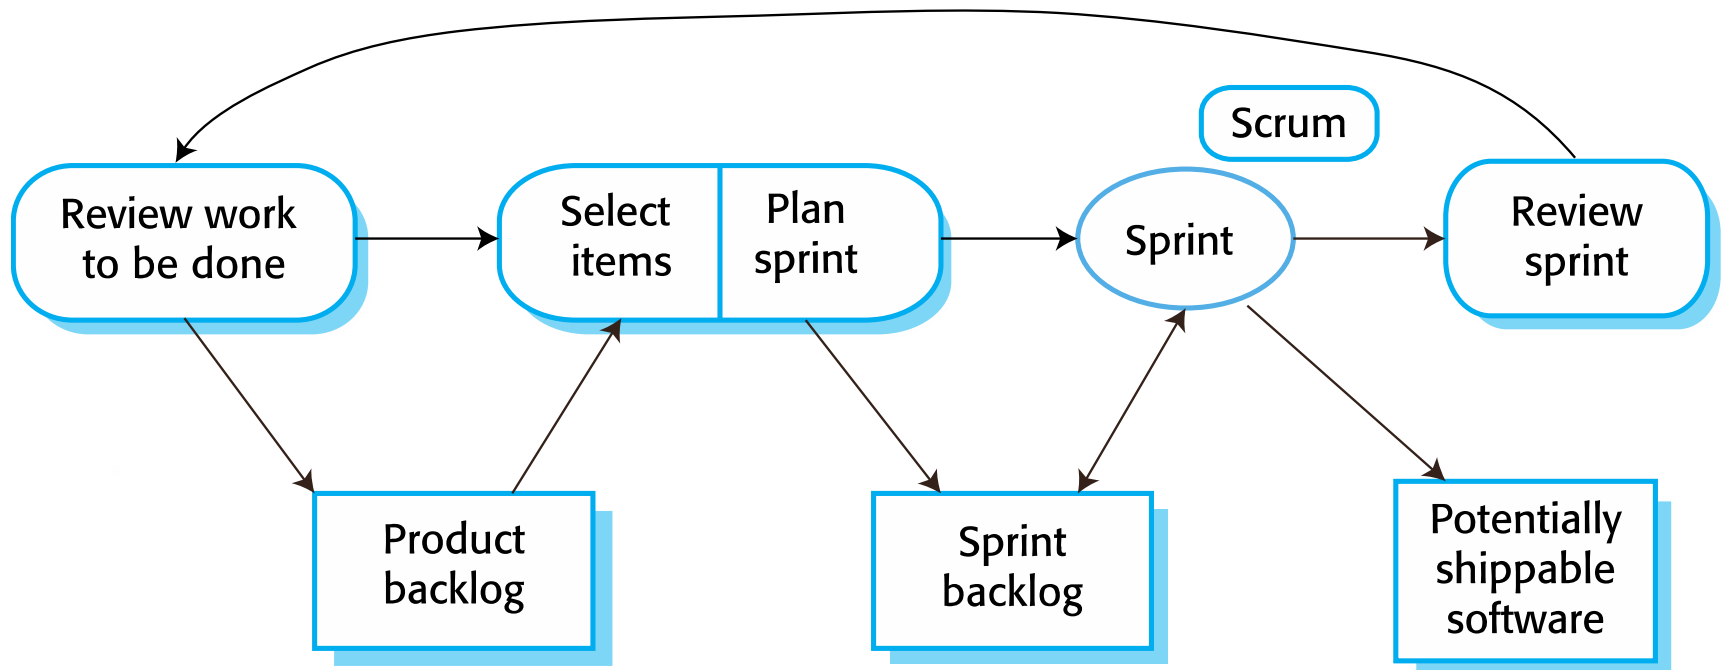 Scrum
Review work
to be done
Select
items
Plan
sprint
Sprint
Review
sprint
Product
backlog
Sprint
backlog
Potentially
shippable
software